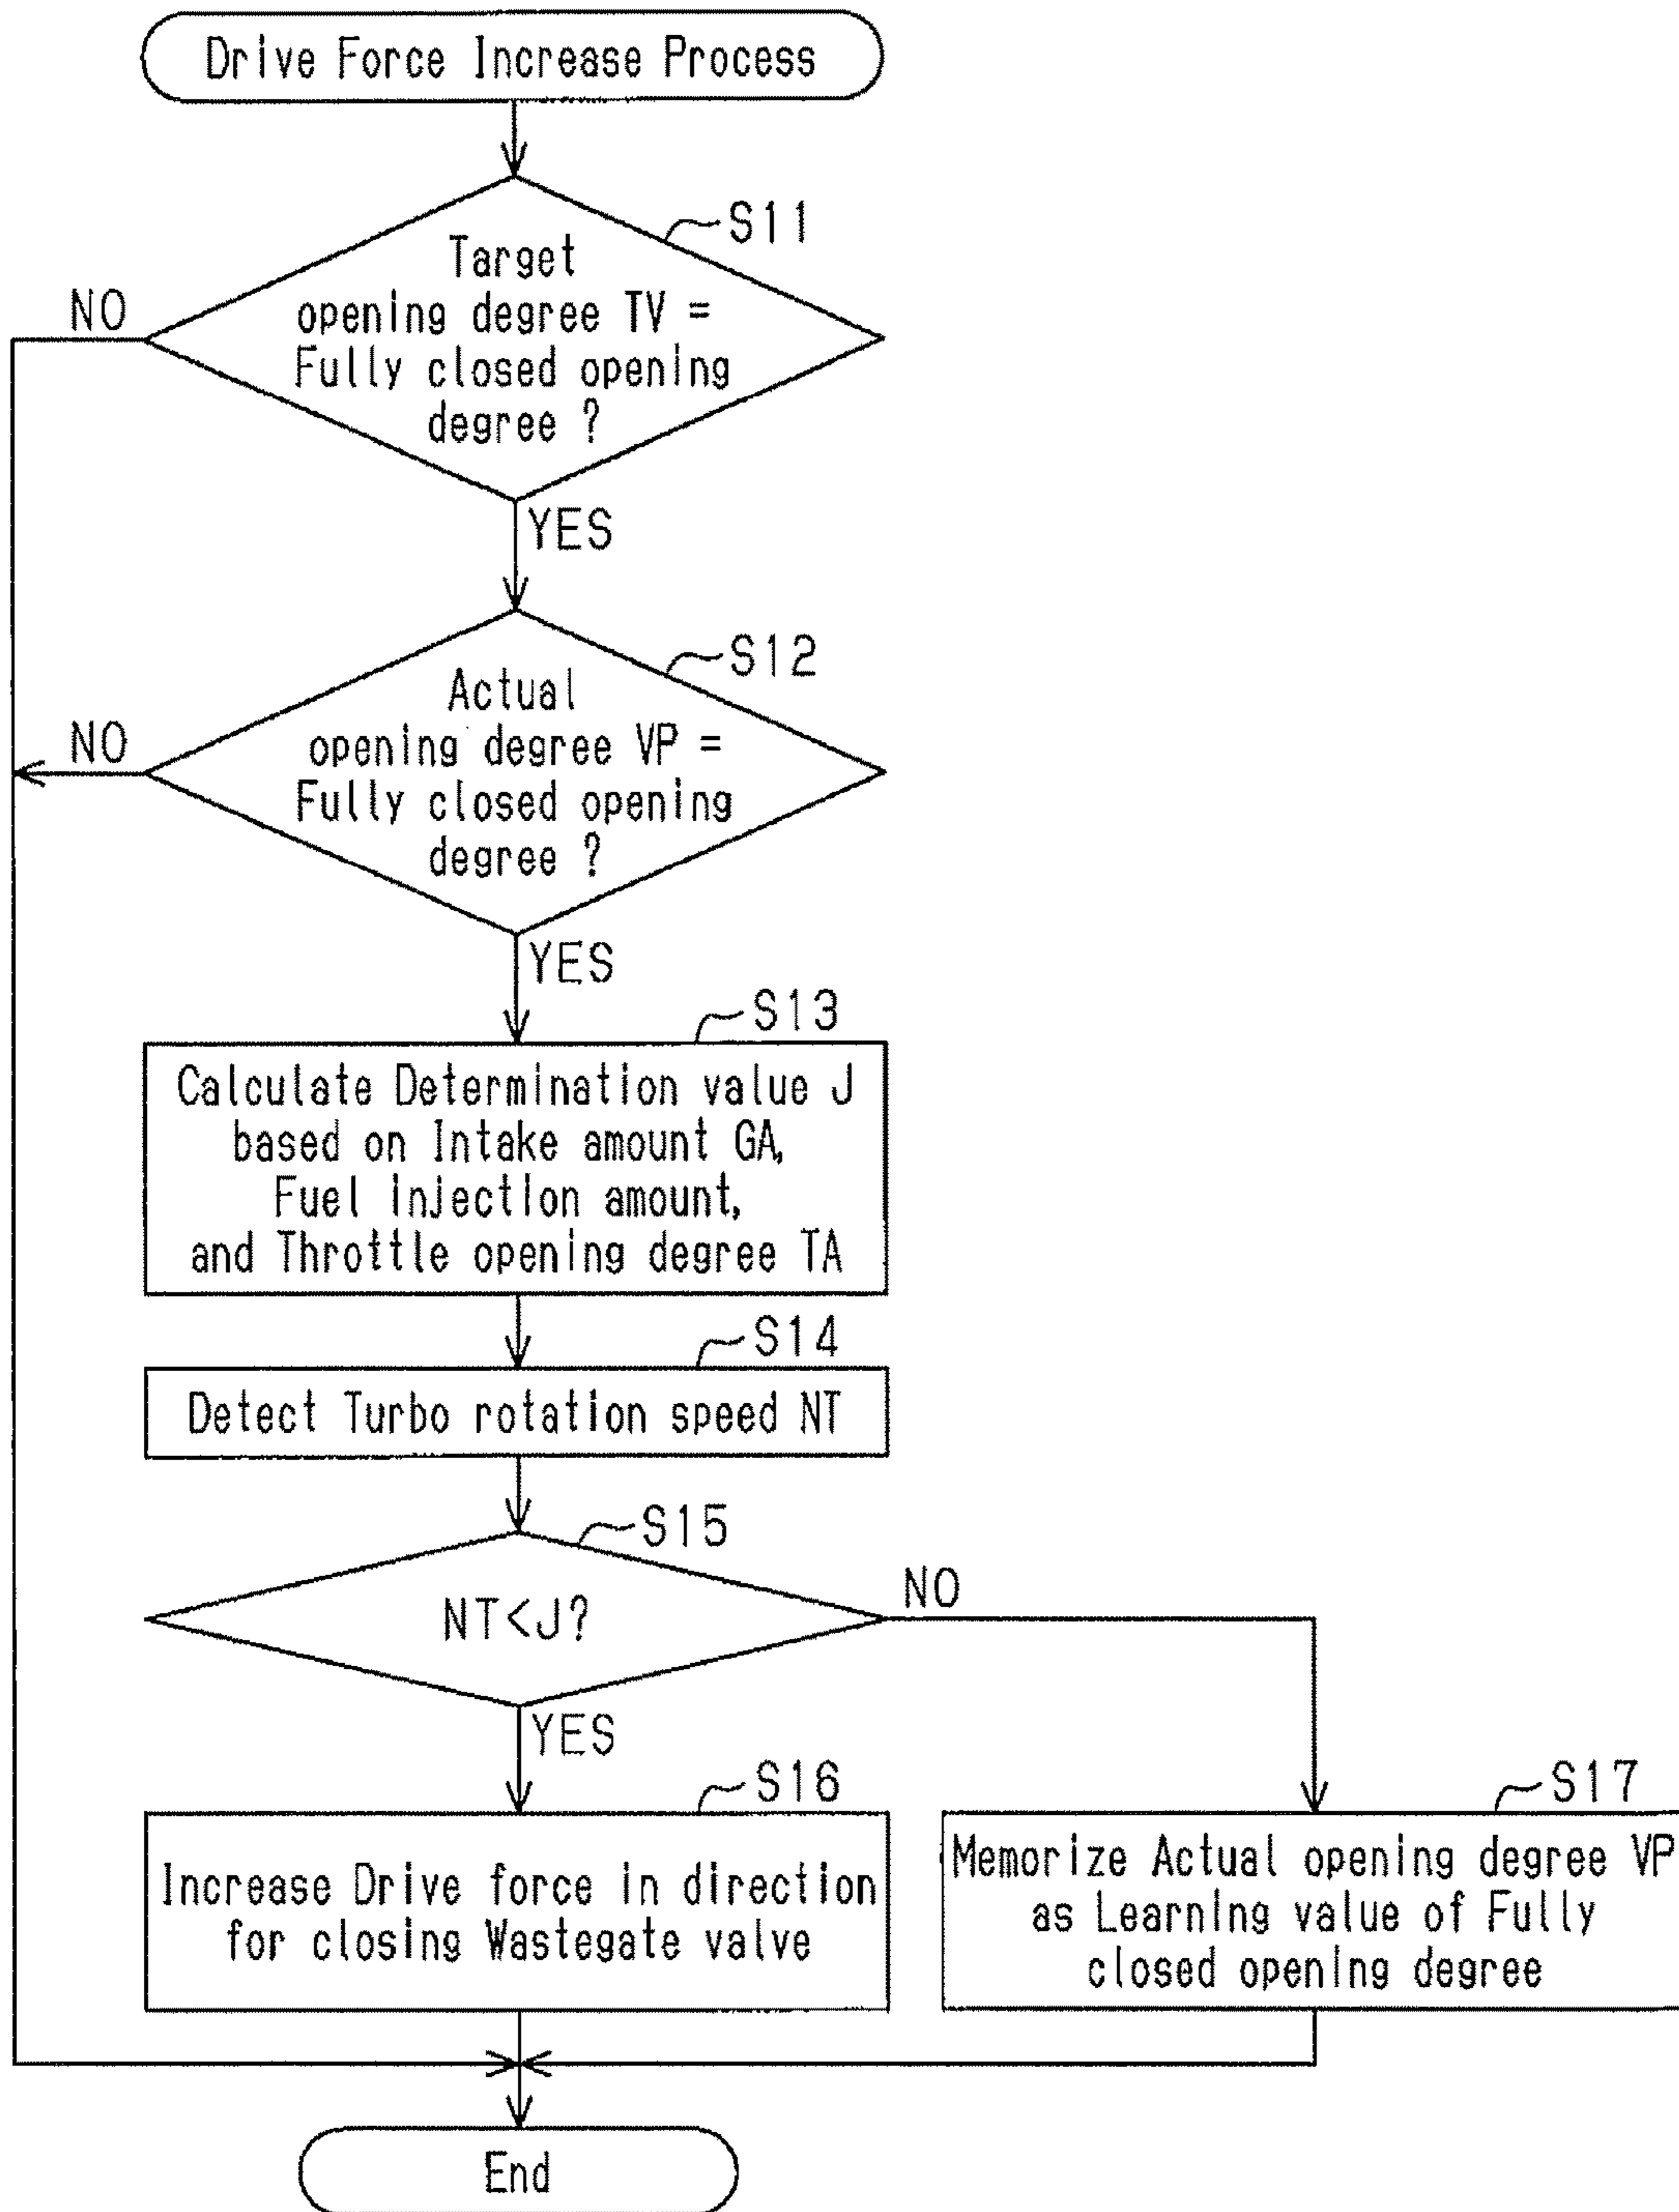 Drive Force Increase Process
S11
Target
opening degree TV =
Fully closed opening
degree ?
NO
YES
S12
Actual
opening degree VP =
Fully closed opening
degree ?
NO
YES
S13
Calculate Determination value J
based on Intake amount GA,
Fuel injection amount,
and Throttle opening degree TA
S14
Detect Turbo rotation speed NT
S15
NT<J?
NO
YES
S16
Increase Drive force in direction
for closing Wastegate valve
S17
Memorize Actual opening degree VP
as Learning value of Fully
closed opening degree
End